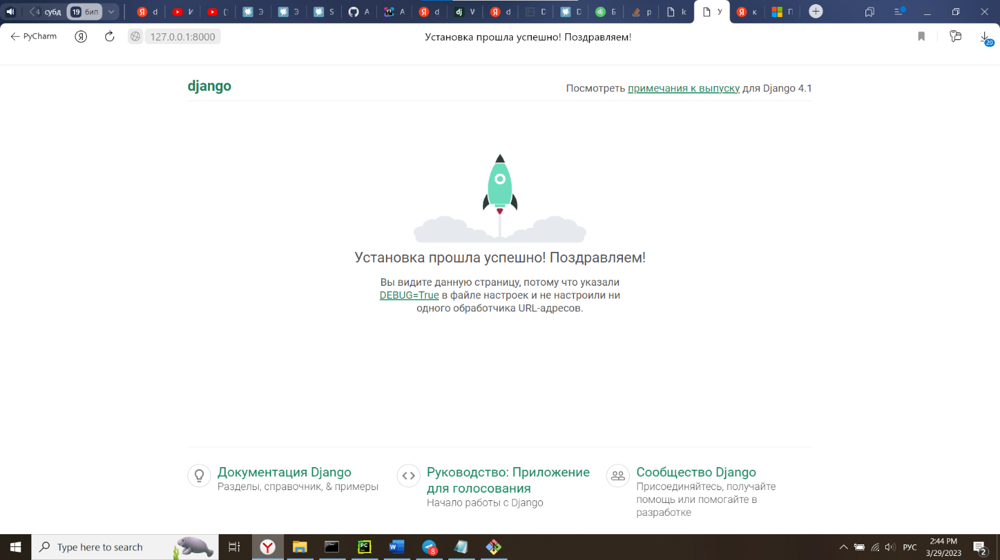 4 субд 19 бип
PyCharm
127.0.0.1:8000
Установка прошла успешно! Поздравляем!
20
django
Посмотреть примечания к выпуску для Django 4.1
Установка прошла успешно! Поздравляем!
Вы видите данную страницу, потому что указали
DEBUG=True в файле настроек и не настроили ни
одного обработчика URL-адресов.
Документация Django
Разделы, справочник, & примеры
Руководство: Приложение
для голосования
Начало работы с Django
Сообщество Django
Присоединяйтесь, получайте
помощь или помогайте в
разработке
Type here to search
8
РУС
2:44 PM
3/29/2023
2